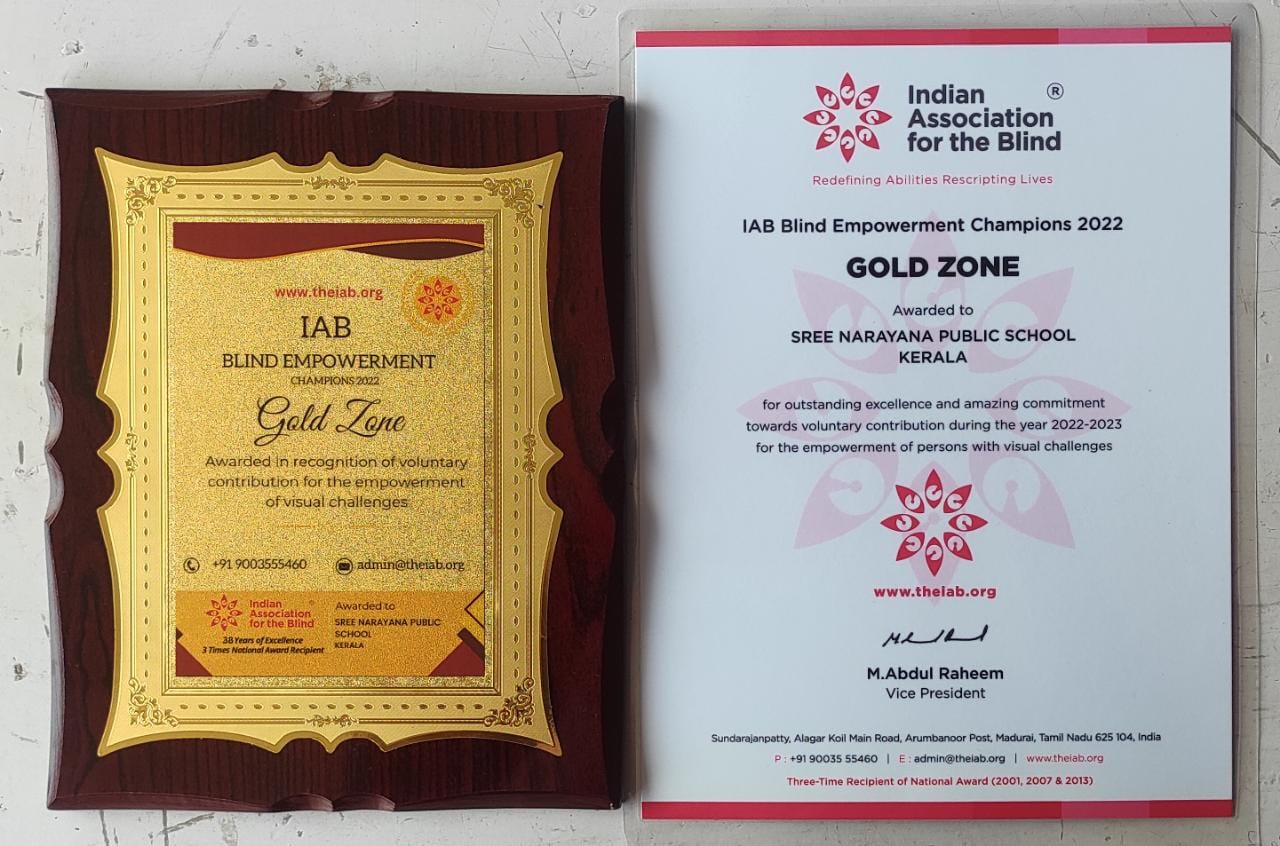 www.theiab.org
IAB
BLIND EMPOWERMENT
CHAMPIONS 2022
Gold Zone
Awarded in recognition of voluntary
contribution for the empowerment
of visual challenges
+91 9003555460 admin@theiab.org
Indian
Association
for the Blind
38 Years of Excellence
3 Times National Award Recipient
Awarded to
SREE NARAYANA PUBLIC
SCHOOL
KERALA
Indian ®
Association
for the Blind
Redefining Abilities Rescripting Lives
IAB Blind Empowerment Champions 2022
GOLD ZONE
Awarded to
SREE NARAYANA PUBLIC SCHOOL
KERALA
for outstanding excellence and amazing commitment
towards voluntary contribution during the year 2022-2023
for the empowerment of persons with visual challenges
www.theiab.org
M.Abdul Raheem
Vice President
Sundarajanpatty, Alagar Koil Main Road, Arumbanoor Post, Madurai, Tamil Nadu 625 104, India
P : +91 90035 55460 | E : admin@theiab.org | www.theiab.org
Three-Time Recipient of National Award (2001, 2007 & 2013)